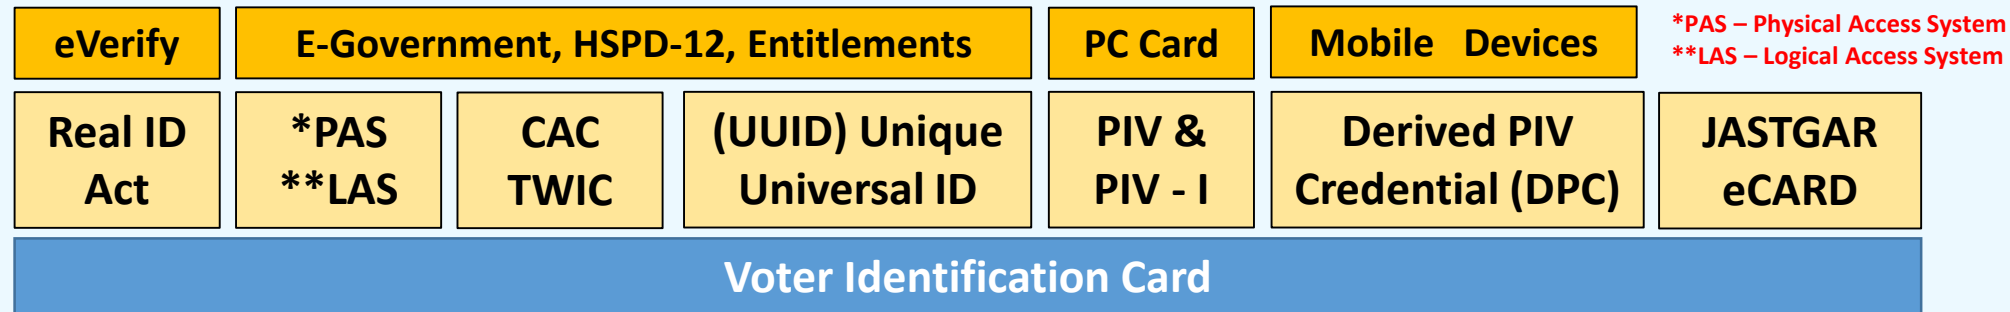 eVerify
E-Government, HSPD-12, Entitlements
PC Card
Mobile Devices
*PAS – Physical Access System
**LAS – Logical Access System
Real ID
Act
*PAS
**LAS
CAC
TWIC
(UUID) Unique
Universal ID
PIV &
PIV - I
Derived PIV
Credential (DPC)
JASTGAR
eCARD
Voter Identification Card